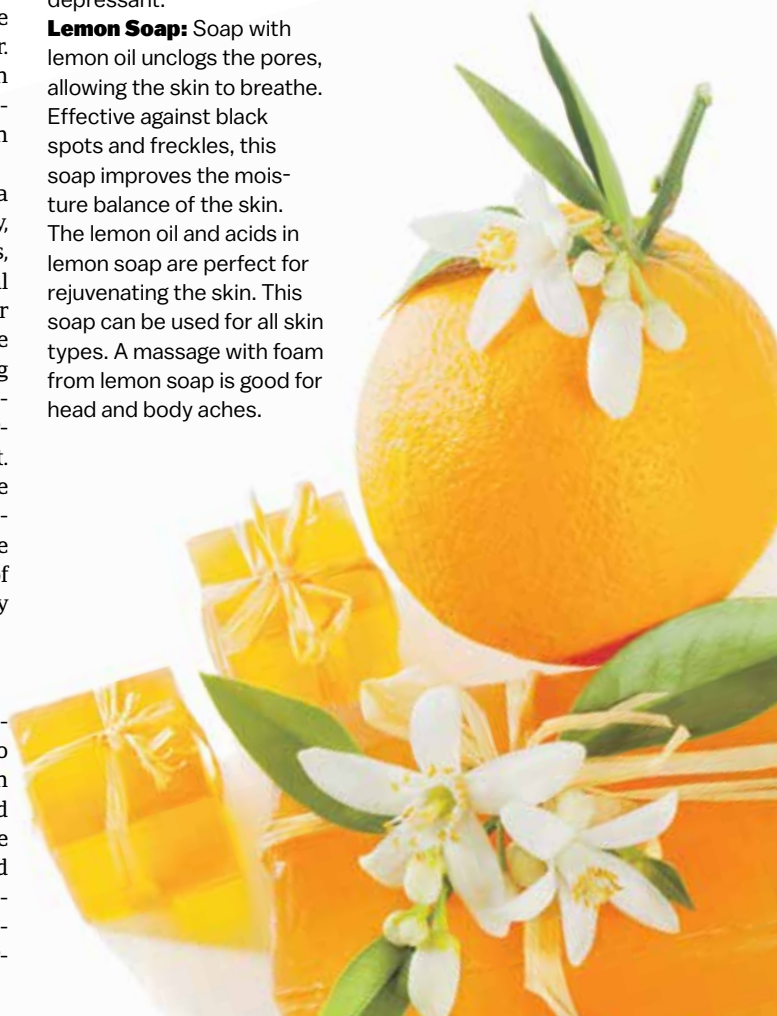 depressant.
Lemon Soap: Soap with
lemon oil unclogs the pores,
allowing the skin to breathe.
Effective against black
spots and freckles, this
soap improves the mois-
ture balance of the skin.
The lemon oil and acids in
lemon soap are perfect for
rejuvenating the skin. This
soap can be used for all skin
types. A massage with foam
from lemon soap is good for
head and body aches.